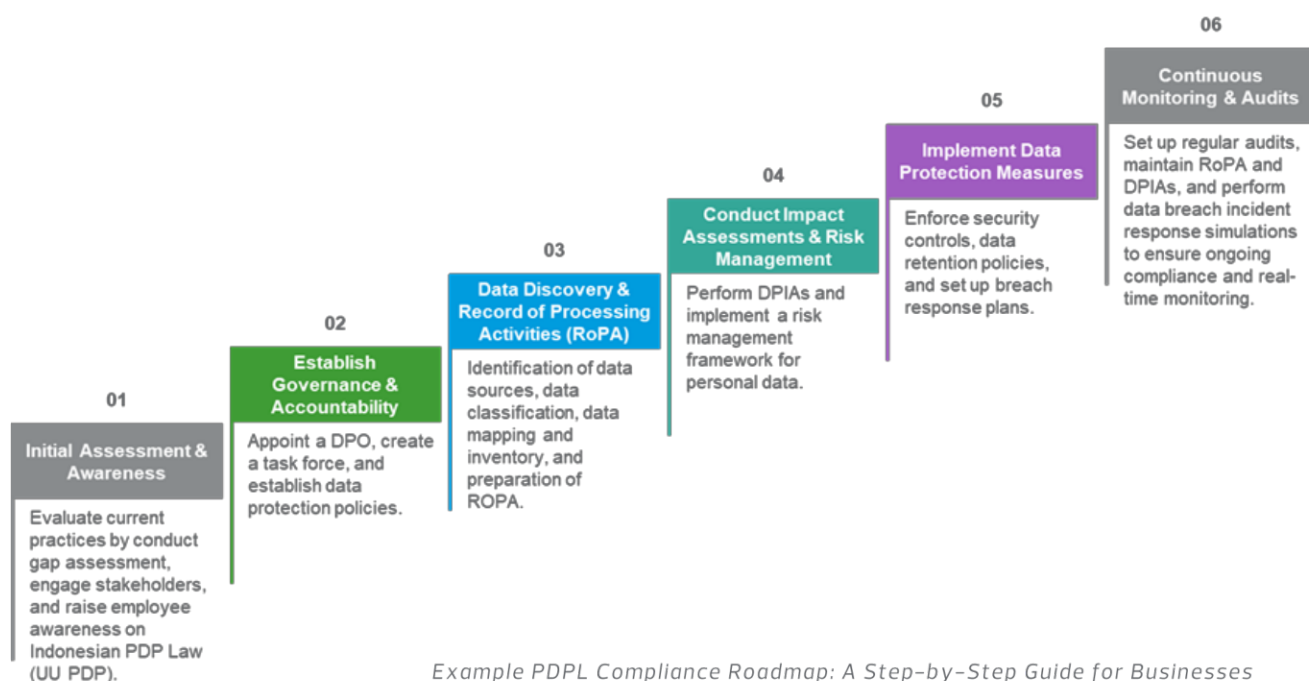 01
Initial Assessment &
Awareness
Evaluate current
practices by conduct
gap assessment,
engage stakeholders,
and raise employee
awareness on
Indonesian PDP Law
(UU PDP).
02
Establish
Governance &
Accountability
Appoint a DPO, create
a task force, and
establish data
protection policies.
03
Data Discovery &
Record of Processing
Activities (RoPA)
Identification of data
sources, data
classification, data
mapping and
inventory, and
preparation of
ROPA.
04
Conduct Impact
Assessments & Risk
Management
Perform DPIAs and
implement a risk
management
framework for
personal data.
05
Implement Data
Protection Measures
Enforce security
controls, data
retention policies,
and set up breach
response plans.
06
Continuous
Monitoring & Audits
Set up regular audits,
maintain RoPA and
DPIAs, and perform
data breach incident
response simulations
to ensure ongoing
compliance and real-
time monitoring.
Example PDPL Compliance Roadmap: A Step-by-Step Guide for Businesses